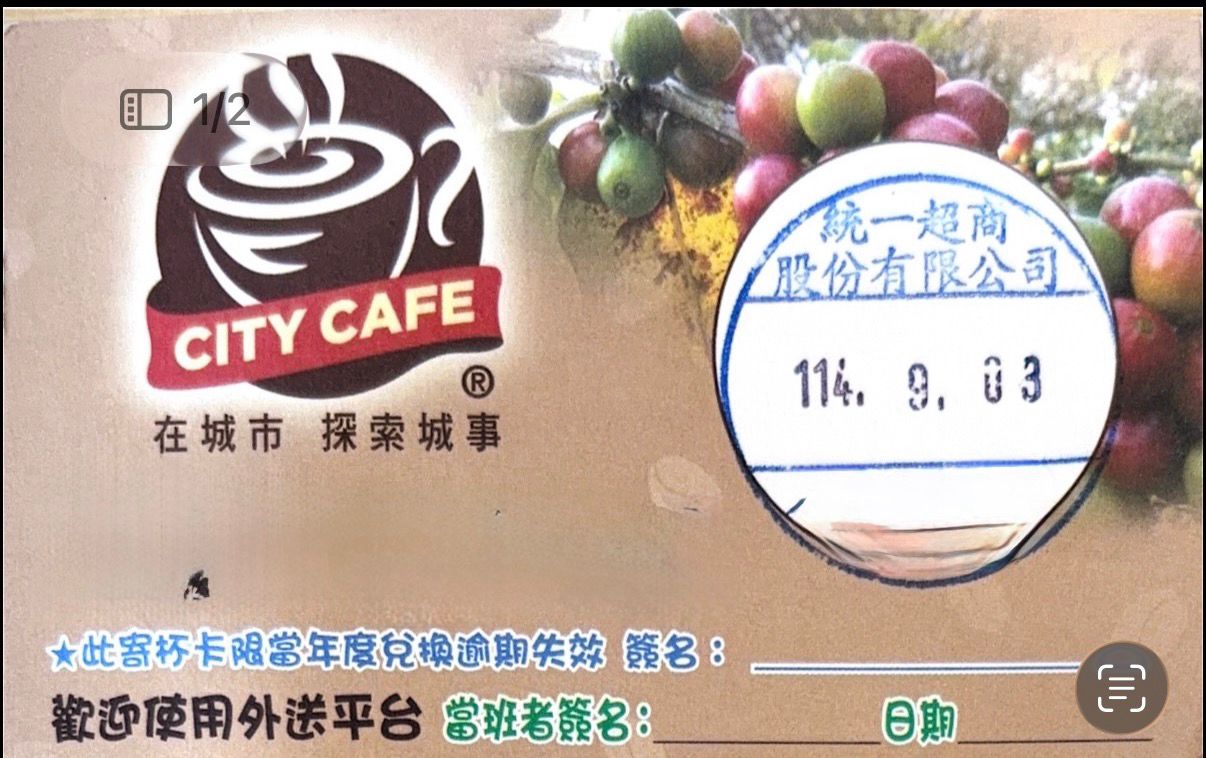 1/2
CITY CAFE
®
在城市 探索城事
統一超商
股份有限公司
114. 9. 03
★此寄杯卡限當年度兌換逾期失效 簽名：
歡迎使用外送平台 當班者簽名：
日期